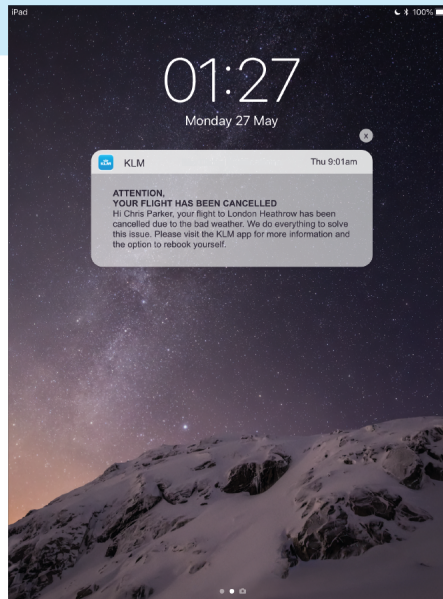 iPad
100%
01:27
Monday 27 May
x
KLM
KLM
Thu 9:01am
ATTENTION,
YOUR FLIGHT HAS BEEN CANCELLED
Hi Chris Parker, your flight to London Heathrow has been
cancelled due to the bad weather. We do everything to solve
this issue. Please visit the KLM app for more information and
the option to rebook yourself.